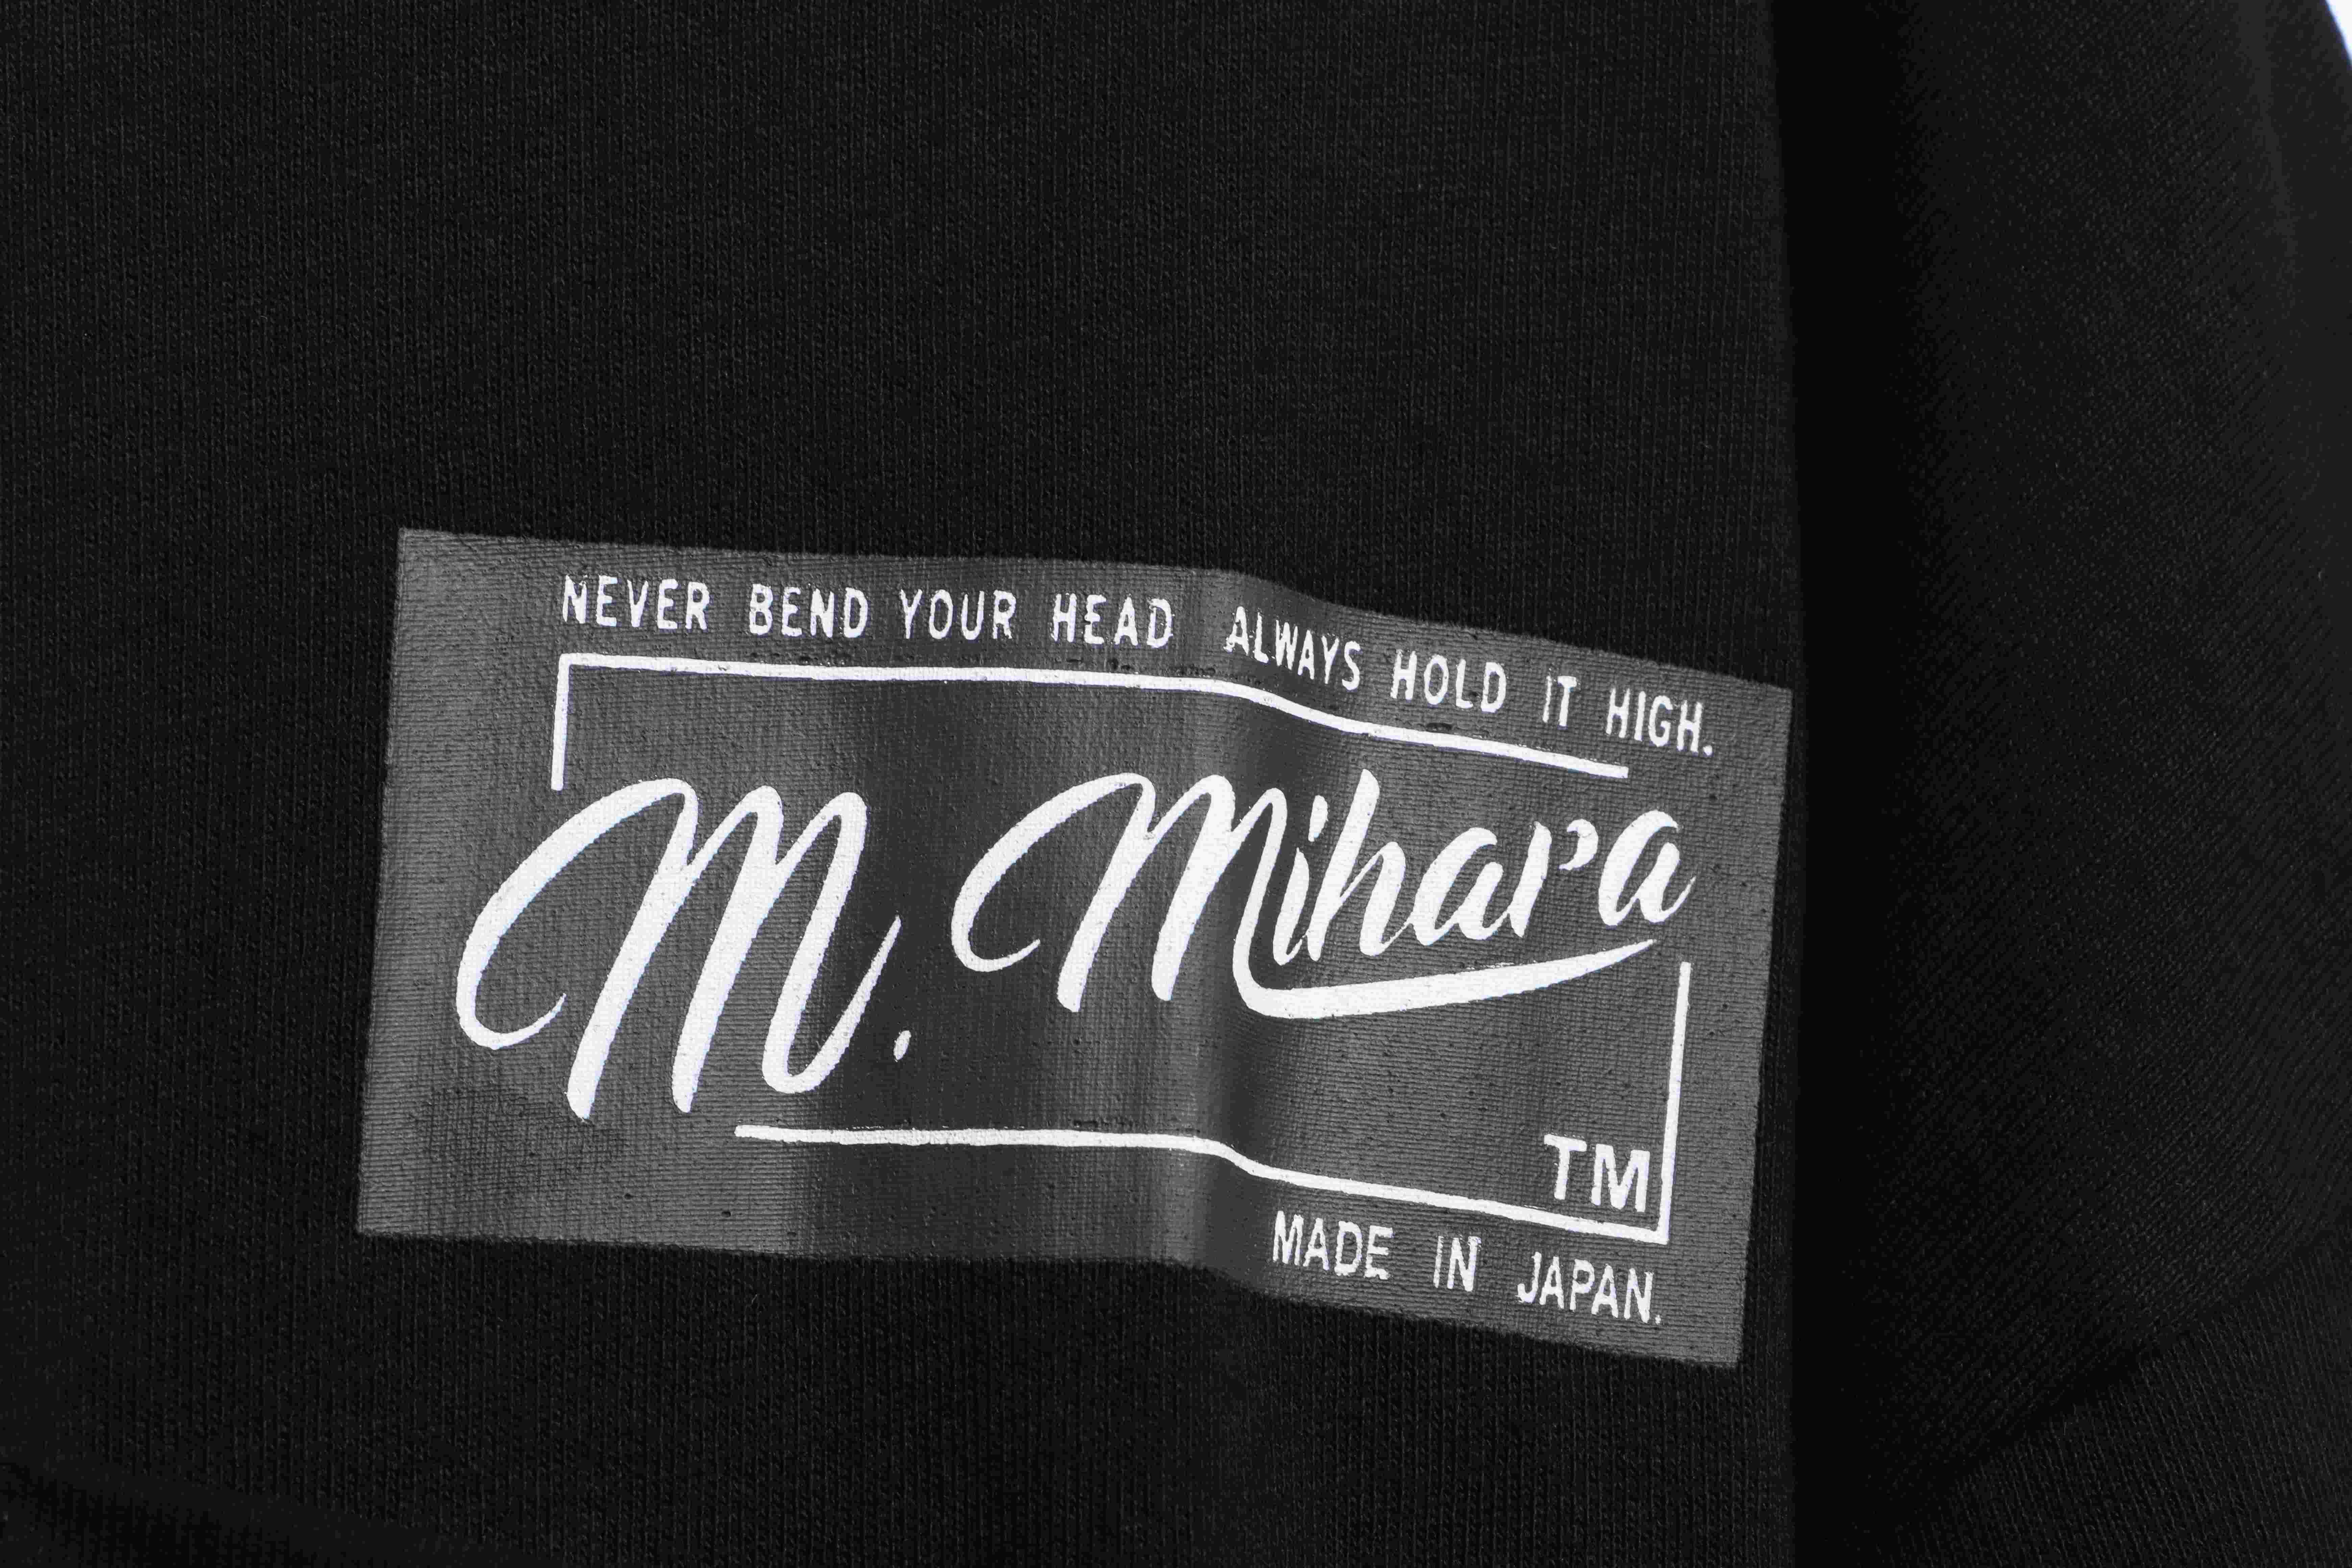 NEVER BEND YOUR HEAD ALWAYS HOLD IT HIGH.
M. Mihara
TM
MADE IN JAPAN.